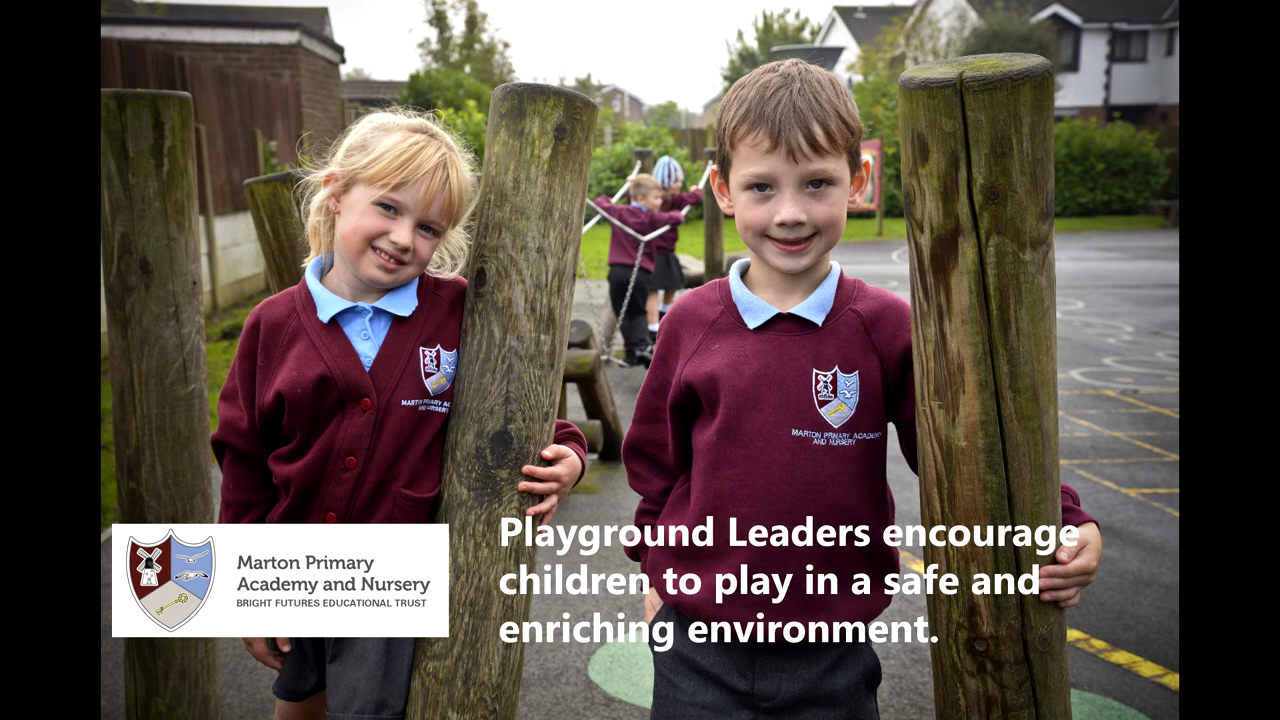 MARTON PRIMARY ACADEMY
AND NURSERY
Marton Primary
Academy and Nursery
BRIGHT FUTURES EDUCATIONAL TRUST
Playground Leaders encourage
children to play in a safe and
enriching environment.